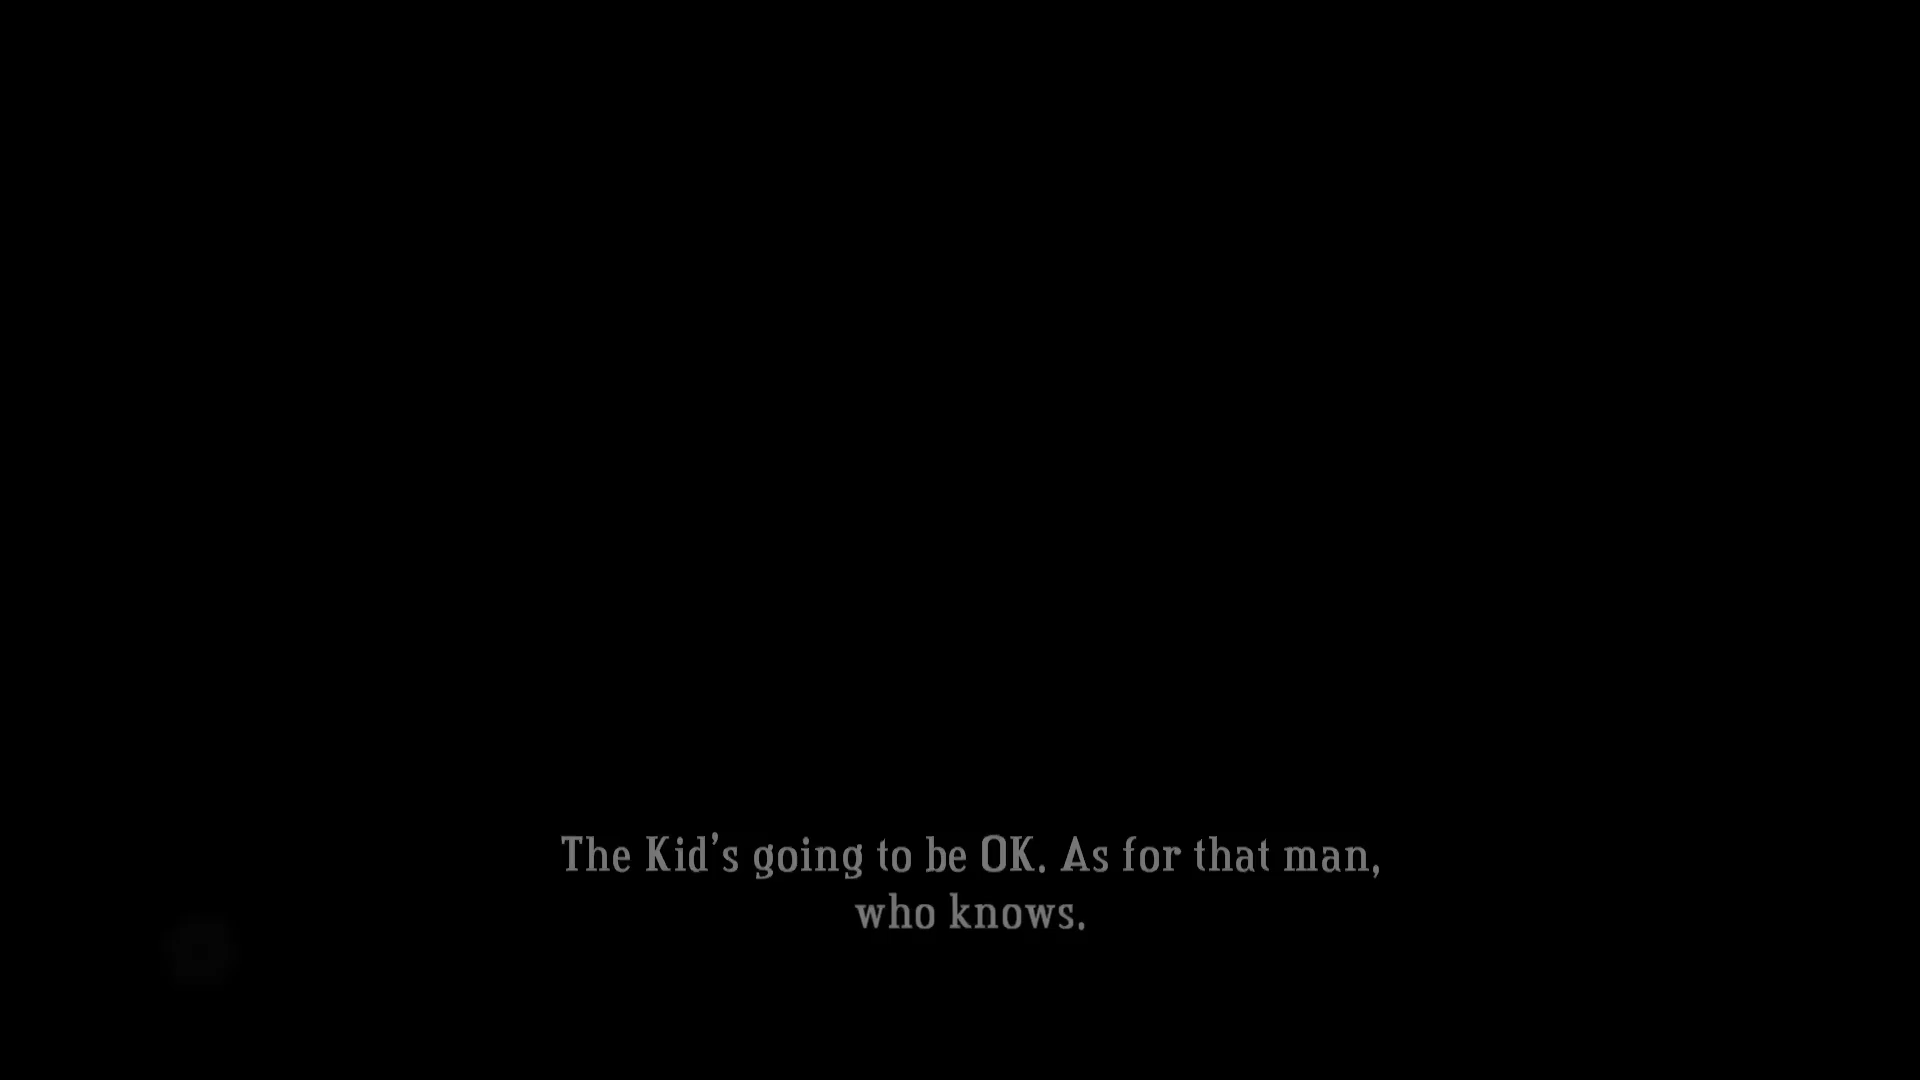 The Kid's going to be OK. As for that man,
who knows.